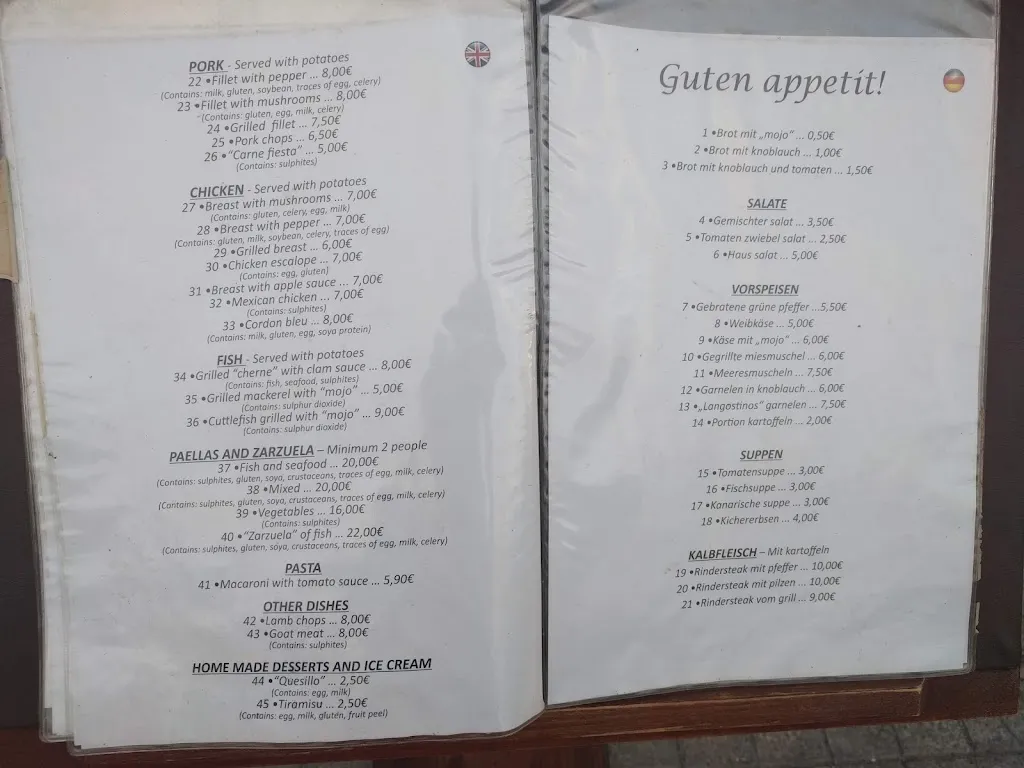 PORK - Served with potatoes
22 •Fillet with pepper ... 8,00€
(Contains: milk, gluten, soybean, traces of egg, celery)
23 •Fillet with mushrooms ... 8,00€
(Contains: gluten, egg, milk, celery)
24 •Grilled fillet ... 7,50€
25 •Pork chops ... 6,50€
26 •"Carne fiesta" ... 5,00€
(Contains: sulphites)
CHICKEN - Served with potatoes
27 •Breast with mushrooms ... 7,00€
(Contains: gluten, celery, egg, milk)
28 •Breast with pepper ... 7,00€
(Contains: gluten, milk, soybean, celery, traces of egg)
29 •Grilled breast ... 6,00€
30 •Chicken escalope ... 7,00€
(Contains: egg, gluten)
31 •Breast with apple sauce ... 7,00€
32 •Mexican chicken ... 7,00€
(Contains: sulphites)
33 •Cordon bleu ... 8,00€
(Contains: milk, gluten, egg, soya protein)
FISH - Served with potatoes
34 •Grilled "cherne" with clam sauce ... 8,00€
(Contains: fish, seafood, sulphites)
35 •Grilled mackerel with "mojo" ... 5,00€
(Contains: sulphur dioxide)
36 •Cuttlefish grilled with "mojo" ... 9,00€
(Contains: sulphur dioxide)
PAELLAS AND ZARZUELA – Minimum 2 people
37 •Fish and seafood ... 20,00€
(Contains: sulphites, gluten, soya, crustaceans, traces of egg, milk, celery)
38 •Mixed ... 20,00€
(Contains: sulphites, gluten, soya, crustaceans, traces of egg, milk, celery)
39 •Vegetables ... 16,00€
(Contains: sulphites)
40 •"Zarzuela" of fish ... 22,00€
(Contains: sulphites, gluten, soya, crustaceans, traces of egg, milk, celery)
PASTA
41 •Macaroni with tomato sauce ... 5,90€
OTHER DISHES
42 •Lamb chops ... 8,00€
43 •Goat meat ... 8,00€
(Contains: sulphites)
HOME MADE DESSERTS AND ICE CREAM
44 •"Quesillo" ... 2,50€
(Contains: egg, milk)
45 •Tiramisu ... 2,50€
(Contains: egg, milk, gluten, fruit peel)
Guten appetit!
1 •Brot mit „mojo" ... 0,50€
2 •Brot mit knoblauch ... 1,00€
3 •Brot mit knoblauch und tomaten ... 1,50€
SALATE
4 •Gemischter salat ... 3,50€
5 •Tomaten zwiebel salat ... 2,50€
6 •Haus salat ... 5,00€
VORSPEISEN
7 •Gebratene grüne pfeffer ...5,50€
8 •Weibkäse ... 5,00€
9 •Käse mit „mojo" ... 6,00€
10 •Gegrillte miesmuschel ... 6,00€
11 •Meeresmuscheln ... 7,50€
12 •Garnelen in knoblauch ... 6,00€
13 •„Langostinos" garnelen ... 7,50€
14 •Portion kartoffeln ... 2,00€
SUPPEN
15 •Tomatensuppe ... 3,00€
16 •Fischsuppe ... 3,00€
17 •Kanarische suppe ... 3,00€
18 •Kichererbsen ... 4,00€
KALBFLEISCH – Mit kartoffeln
19 •Rindersteak mit pfeffer ... 10,00€
20 •Rindersteak mit pilzen ... 10,00€
21 •Rindersteak vom grill ... 9,00€